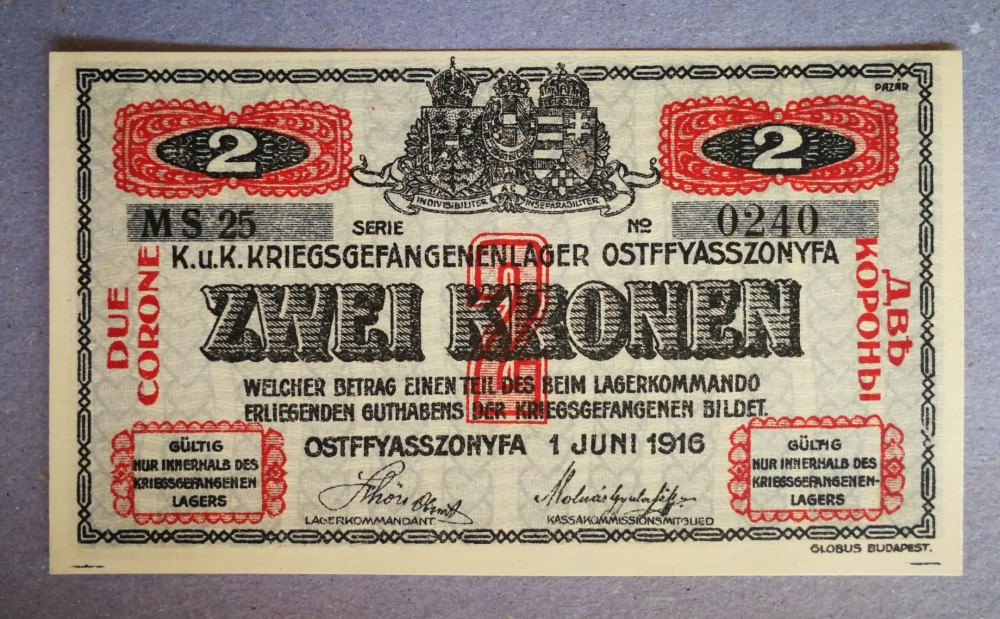 PAZÁR
2
2
INDIVISIBILITER AC INSEPARABILITER
MS 25 SERIE No 0240
K.u.K. KRIEGSGEFANGENENLAGER OSTFFYASSZONYFA
DUE
CORONE
ZWEI KRONEN
2
ДВѢ
КОРОНЫ
WELCHER BETRAG EINEN TEIL DES BEIM LAGERKOMMANDO
ERLIEGENDEN GUTHABENS DER KRIEGSGEFANGENEN BILDET.
OSTFFYASSZONYFA 1 JUNI 1916
GÜLTIG
NUR INNERHALB DES
KRIEGSGEFANGENEN
LAGERS
GÜLTIG
NUR INNERHALB DES
KRIEGSGEFANGENEN-
LAGERS
LAGERKOMMANDANT
KASSAKOMMISSIONSMITGLIED
GLOBUS BUDAPEST.